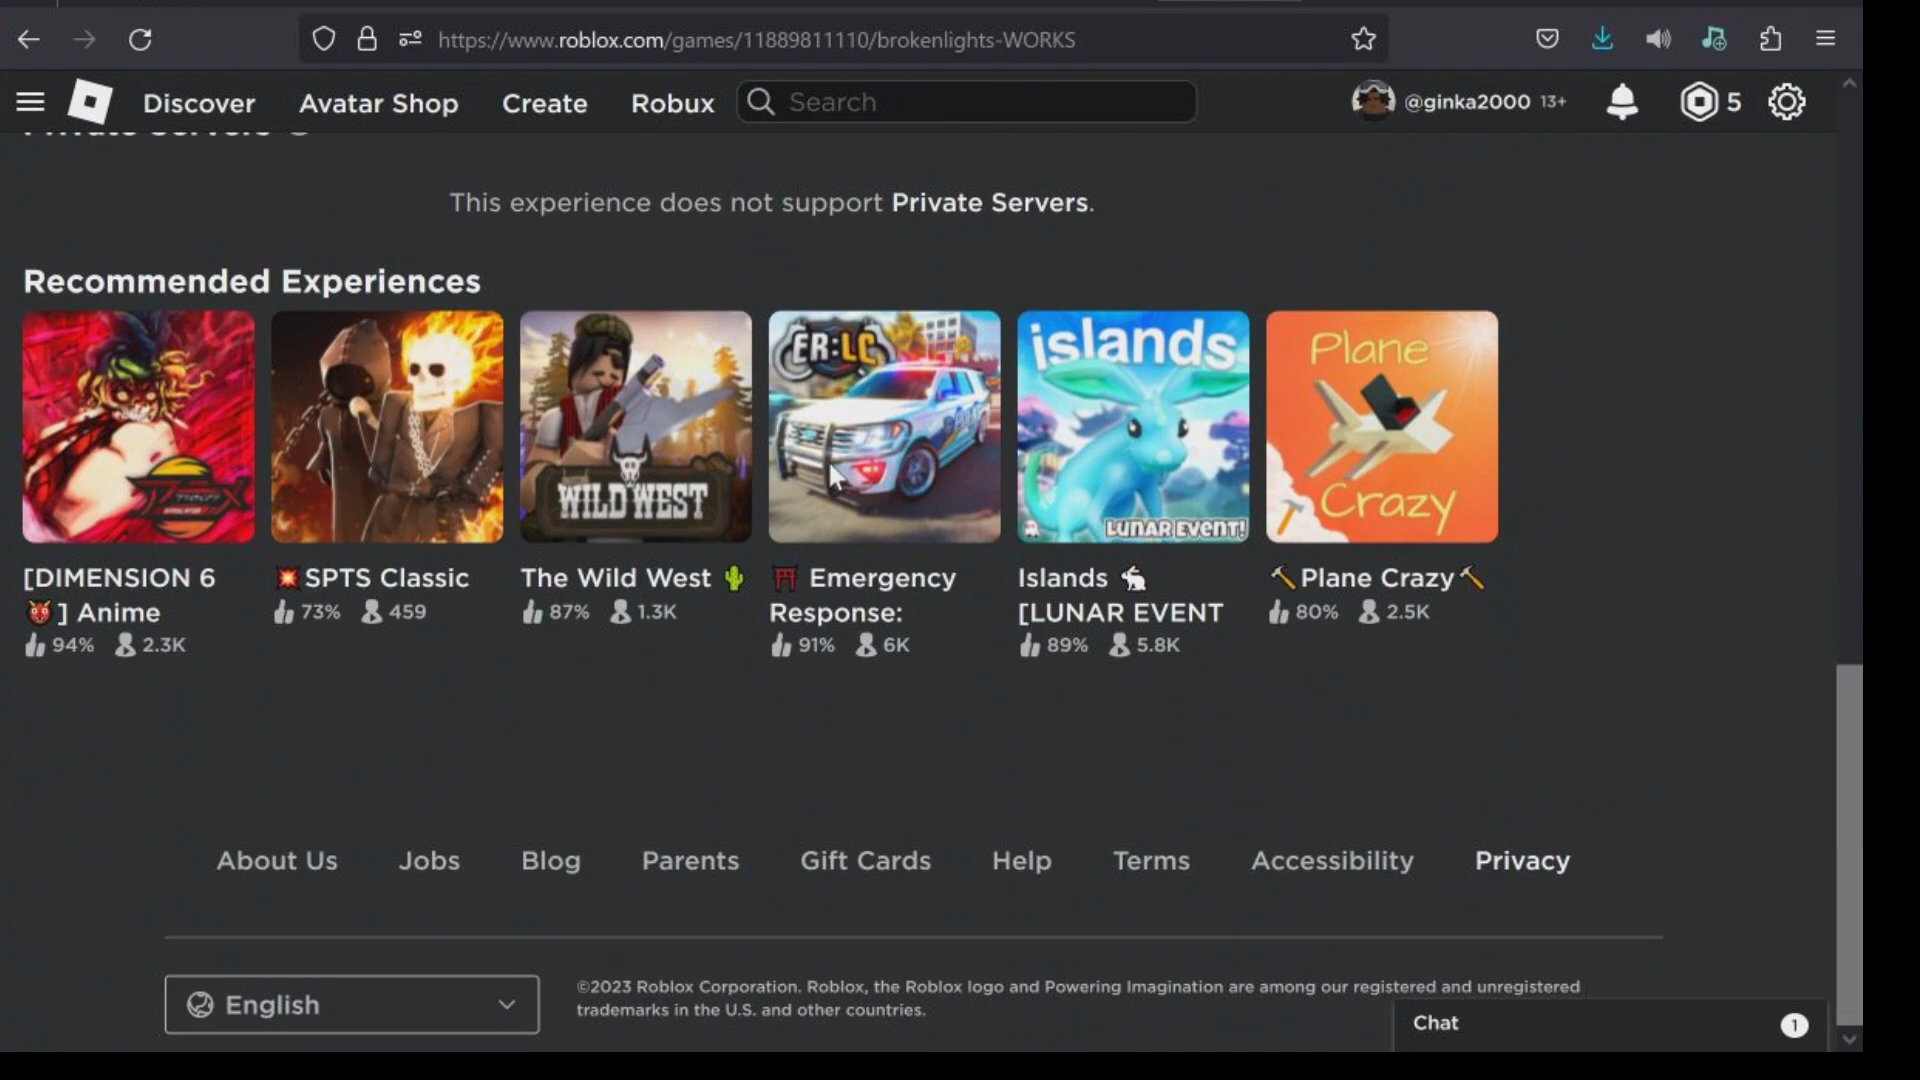 https://www.roblox.com/games/11889811110/brokenlights-WORKS
Discover
Avatar Shop
Create
Robux
Search
@ginka2000 13+
5
Private Servers
This experience does not support Private Servers.
Recommended Experiences
WILD WEST
ER:LC
islands
LUNAR EVENT!
Plane
Crazy
[DIMENSION 6
] Anime
94% 2.3K
SPTS Classic
73% 459
The Wild West
87% 1.3K
Emergency
Response:
91% 6K
Islands
[LUNAR EVENT
89% 5.8K
Plane Crazy
80% 2.5K
About Us
Jobs
Blog
Parents
Gift Cards
Help
Terms
Accessibility
Privacy
English
©2023 Roblox Corporation. Roblox, the Roblox logo and Powering Imagination are among our registered and unregistered
trademarks in the U.S. and other countries.
Chat
1